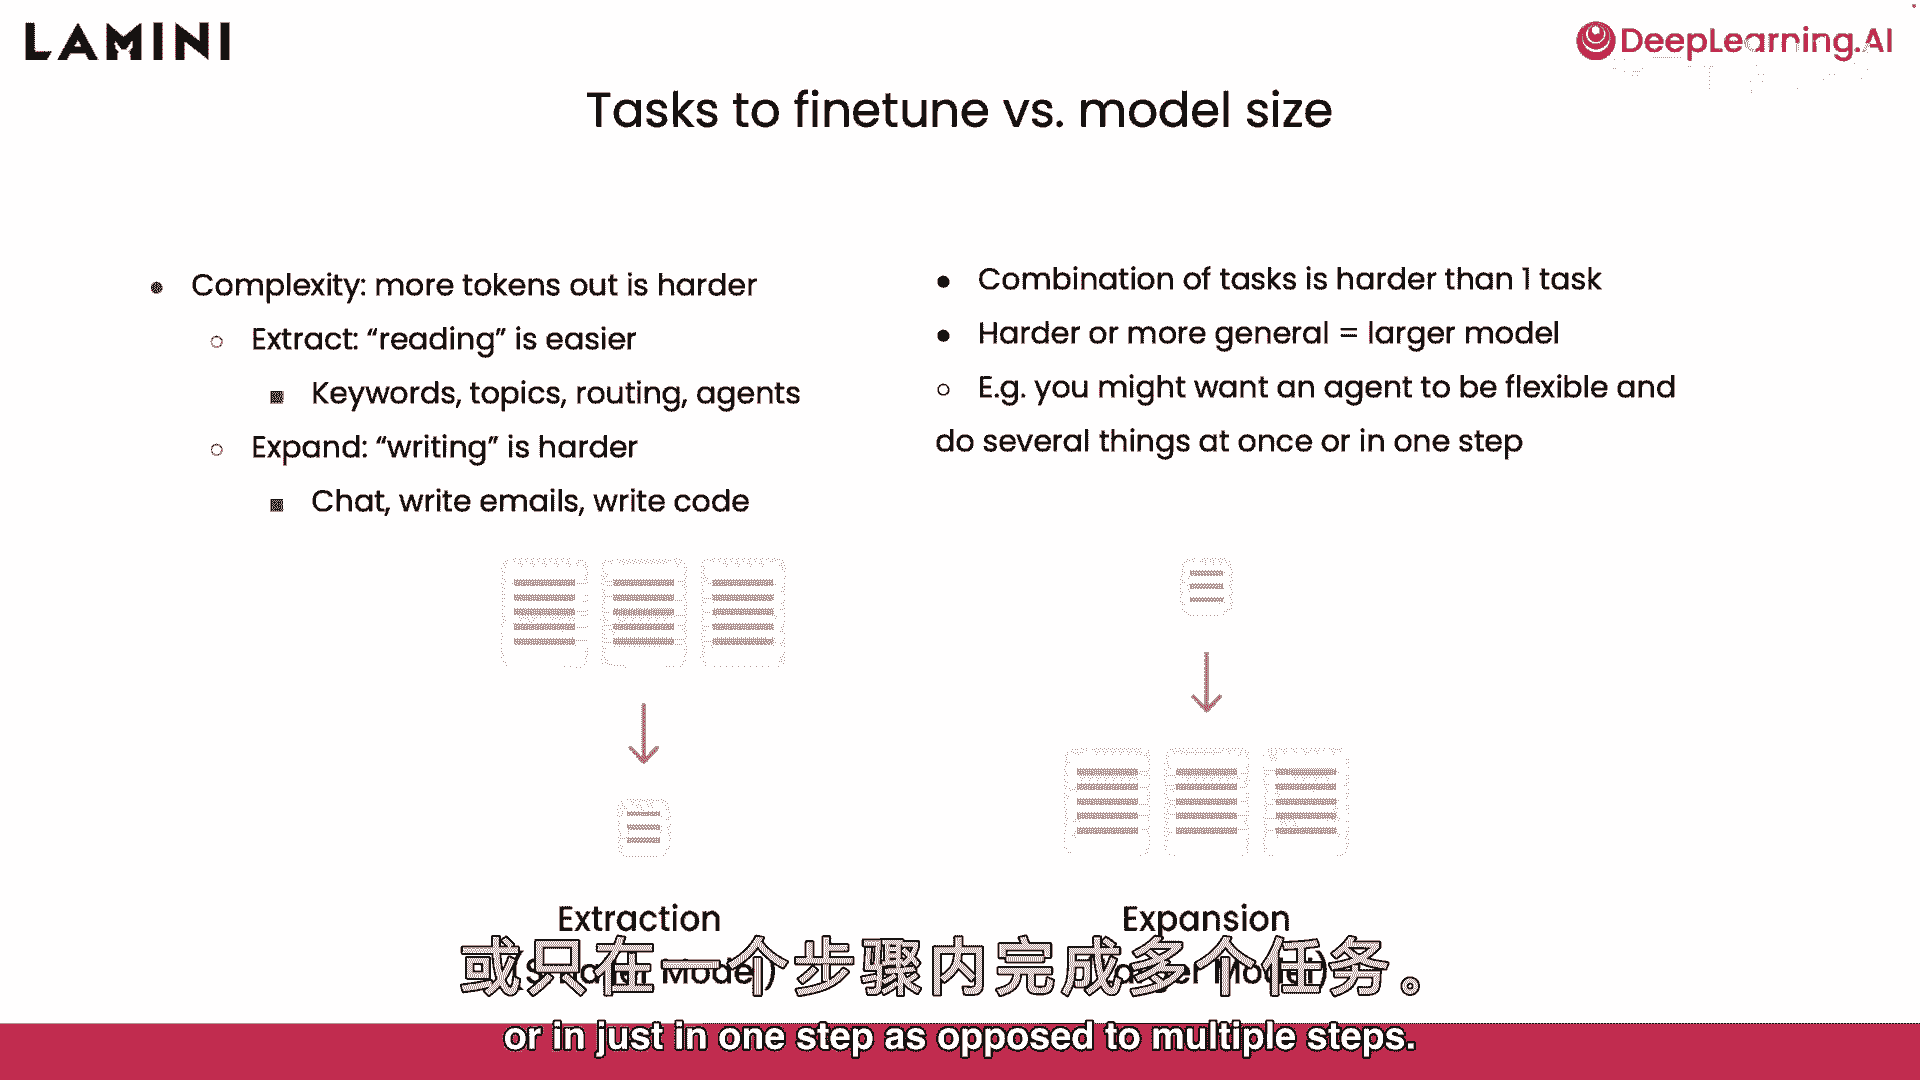 LAMINI
DeepLearning.AI
Tasks to finetune vs. model size
Complexity: more tokens out is harder
Extract: “reading” is easier
Keywords, topics, routing, agents
Expand: “writing” is harder
Chat, write emails, write code
Combination of tasks is harder than 1 task
Harder or more general = larger model
E.g. you might want an agent to be flexible and
do several things at once or in one step
Extraction
Expansion
Model)
Model)
或只在一个步骤内完成多个任务。
or in just in one step as opposed to multiple steps.